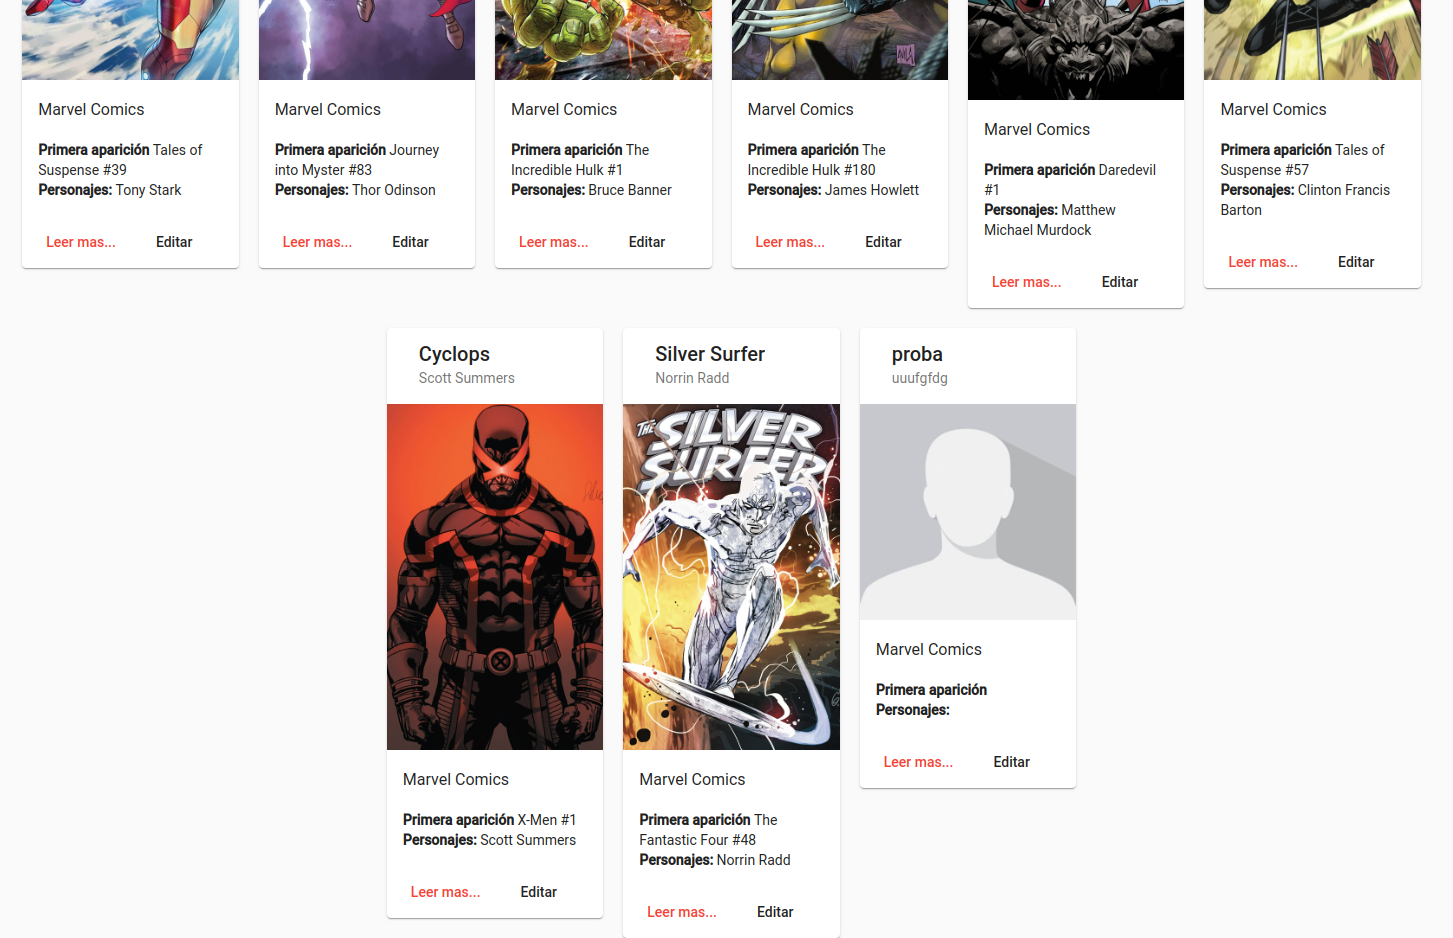 Marvel Comics
Primera aparición Tales of
Suspense #39
Personajes: Tony Stark
Leer mas...
Editar
Marvel Comics
Primera aparición Journey
into Myster #83
Personajes: Thor Odinson
Leer mas...
Editar
Marvel Comics
Primera aparición The
Incredible Hulk #1
Personajes: Bruce Banner
Leer mas...
Editar
Marvel Comics
Primera aparición The
Incredible Hulk #180
Personajes: James Howlett
Leer mas...
Editar
Marvel Comics
Primera aparición Daredevil
#1
Personajes: Matthew
Michael Murdock
Leer mas...
Editar
Marvel Comics
Primera aparición Tales of
Suspense #57
Personajes: Clinton Francis
Barton
Leer mas...
Editar
Cyclops
Scott Summers
Marvel Comics
Primera aparición X-Men #1
Personajes: Scott Summers
Leer mas...
Editar
Silver Surfer
Norrin Radd
THE
SILVER
SURFER
Marvel Comics
Primera aparición The
Fantastic Four #48
Personajes: Norrin Radd
Leer mas...
Editar
proba
uuufgfdg
Marvel Comics
Primera aparición
Personajes:
Leer mas...
Editar